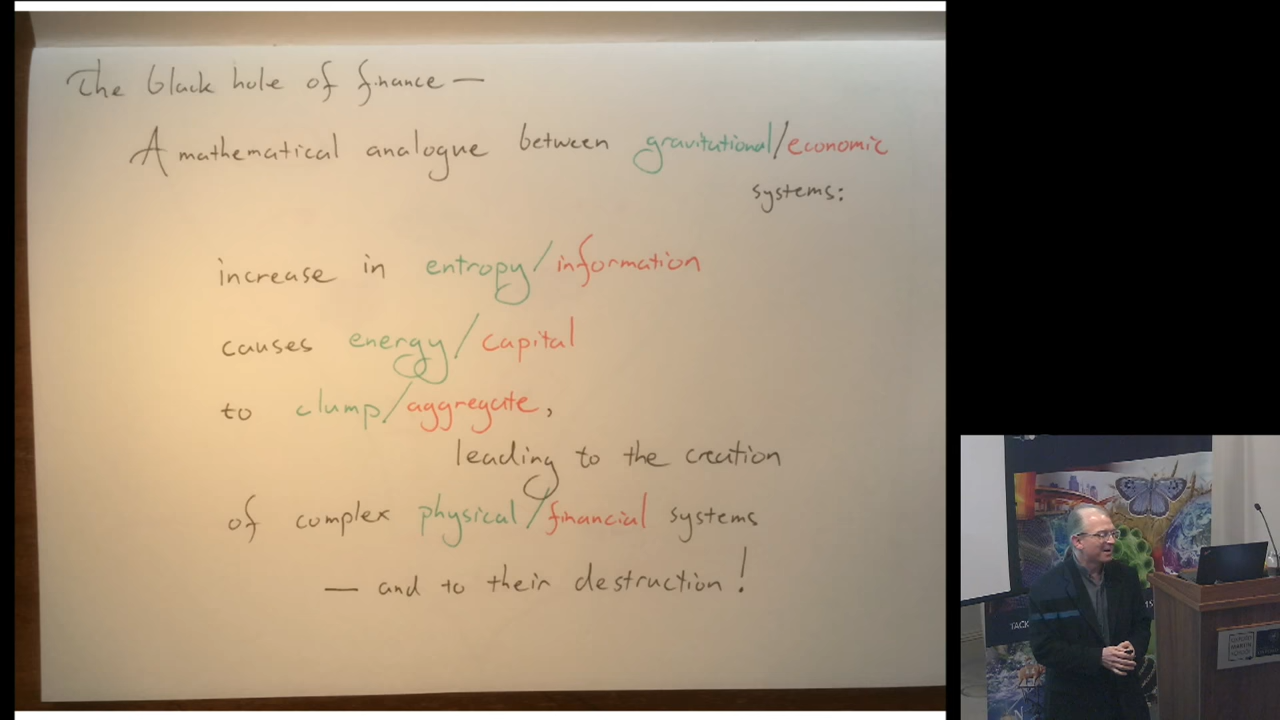 The black hole of finance —
A mathematical analogue between gravitational/economic
systems:
increase in entropy/information
causes energy/capital
to clump/aggregate,
leading to the creation
of complex physical/financial systems
— and to their destruction!
TACK